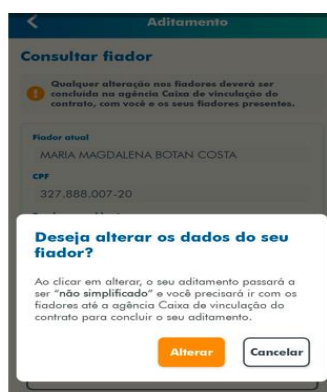 Aditamento
Consultar fiador
Qualquer alteração nos fiadores deverá ser
concluída na agência Caixa de vinculação do
contrato, com você e os seus fiadores presentes.
Fiador atual
MARIA MAGDALENA BOTAN COSTA
CPF
327.888.007-20
Deseja alterar os dados do seu
fiador?
Ao clicar em alterar, o seu aditamento passará a
ser "não simplificado" e você precisará ir com os
fiadores até a agência Caixa de vinculação do
contrato para concluir o seu aditamento.
Alterar
Cancelar